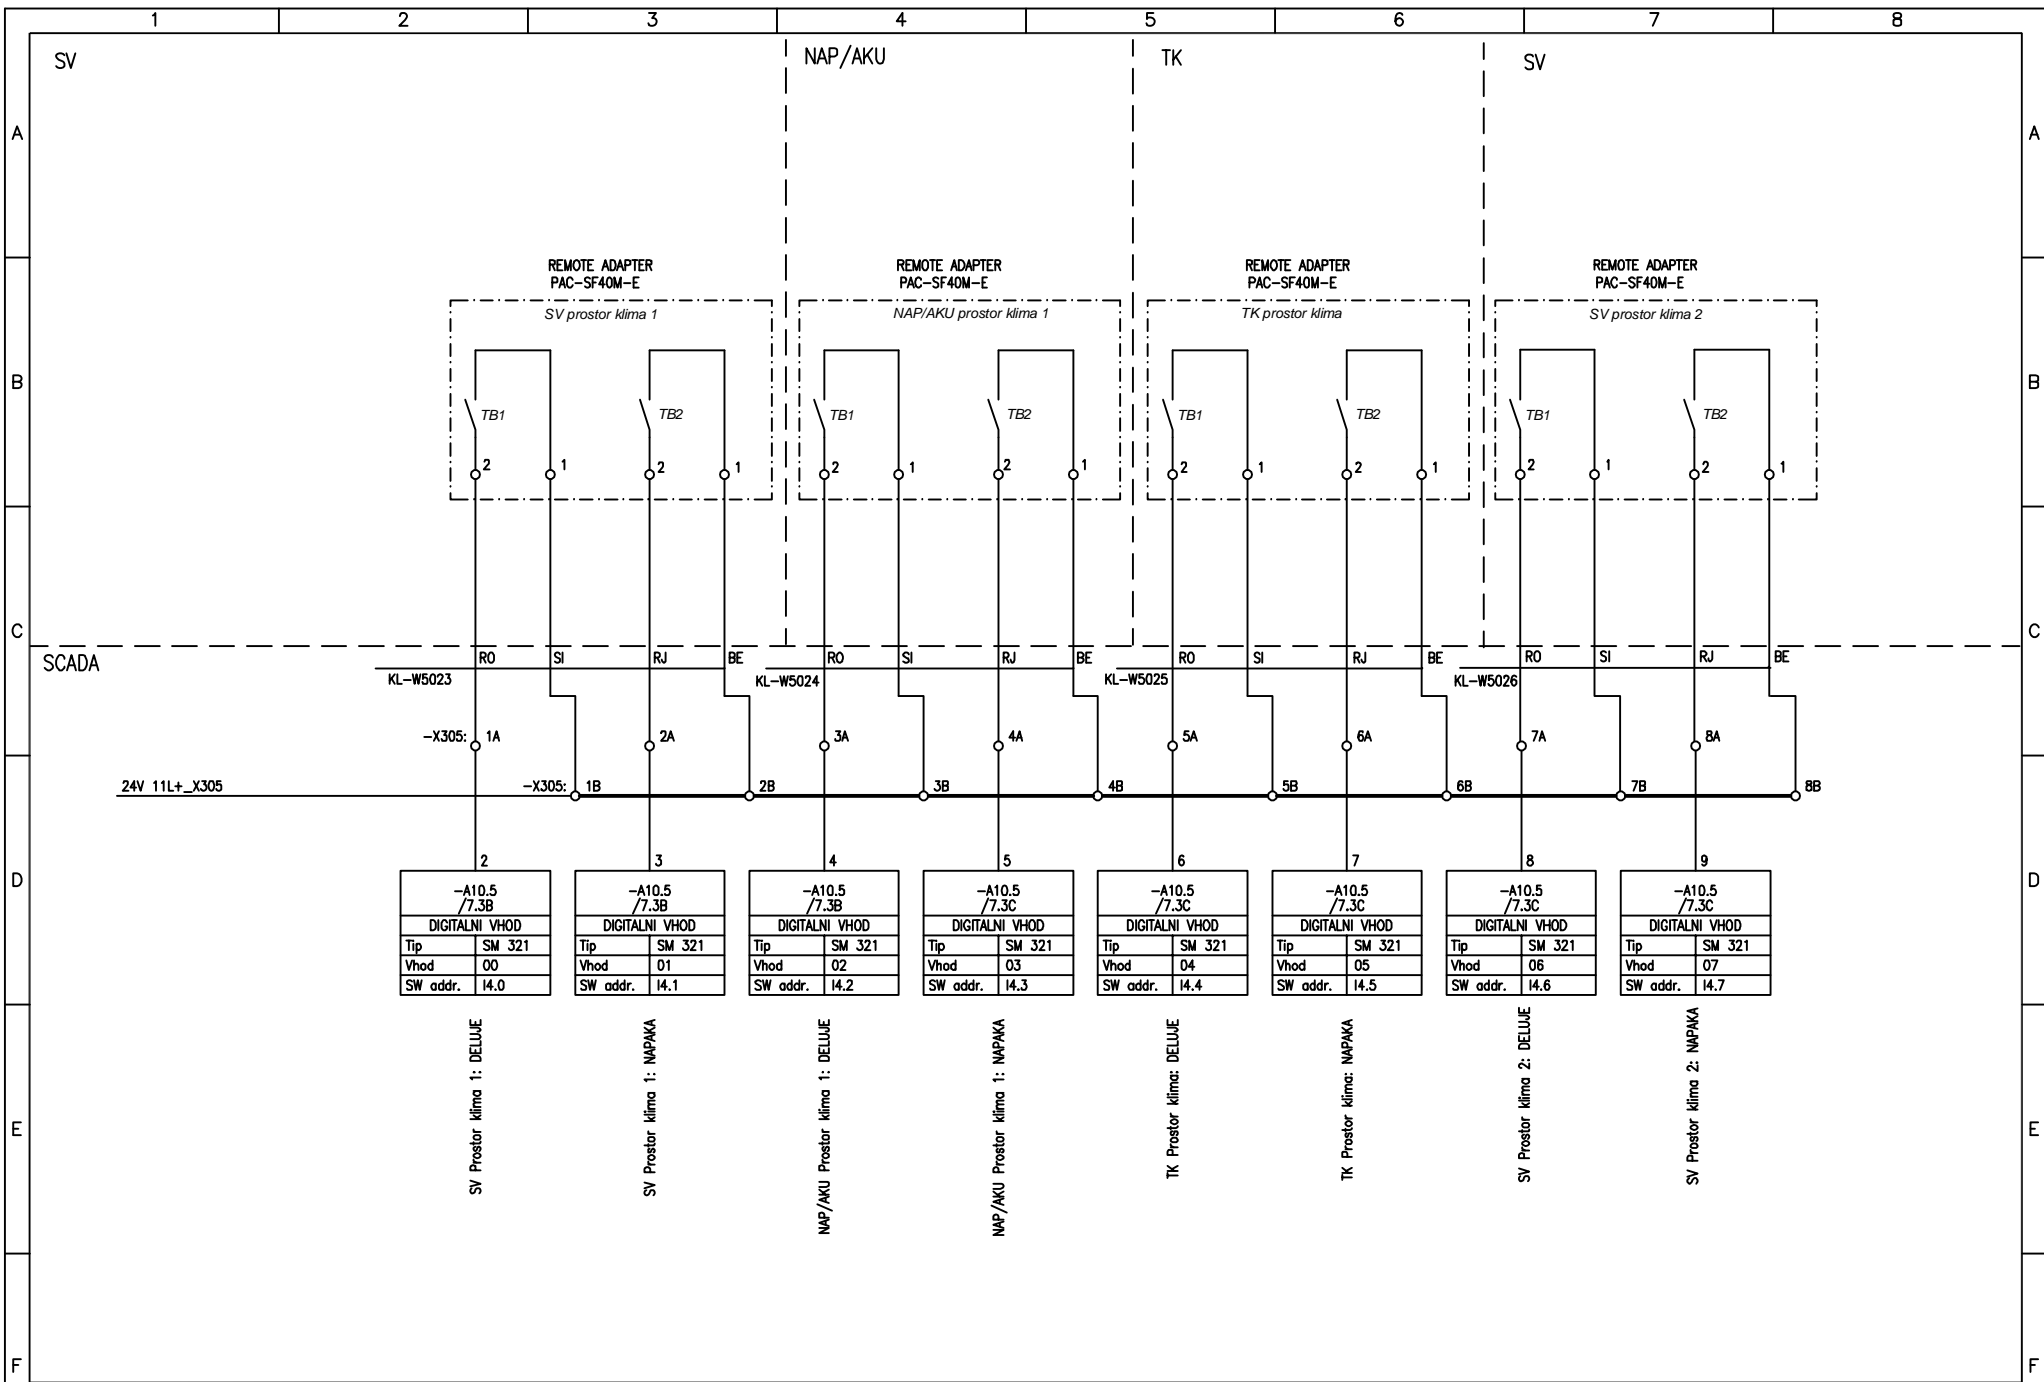 1 2 3 4 5 6 7 8
SV NAP/AKU TK SV
A A
REMOTE ADAPTER REMOTE ADAPTER REMOTE ADAPTER REMOTE ADAPTER
PAC-SF40M-E PAC-SF40M-E PAC-SF40M-E PAC-SF40M-E
SV prostor klima 1 NAP/AKU prostor klima 1 TK prostor klima SV prostor klima 2
B B
TB1 TB2 TB1 TB2 TB1 TB2 TB1 TB2
2 1 2 1 2 1 2 1 2 1 2 1 2 1 2 1
C C
SCADA RO SI RJ BE RO SI RJ BE RO SI RJ BE RO SI RJ BE
KL-W5023 KL-W5024 KL-W5025 KL-W5026
-X305: 1A 2A 3A 4A 5A 6A 7A 8A
24V 11L+_X305 -X305: 1B 2B 3B 4B 5B 6B 7B 8B
2 3 4 5 6 7 8 9
D D
-A10.5 -A10.5 -A10.5 -A10.5 -A10.5 -A10.5 -A10.5 -A10.5
/7.3B /7.3B /7.3B /7.3C /7.3C /7.3C /7.3C /7.3C
DIGITALNI VHOD DIGITALNI VHOD DIGITALNI VHOD DIGITALNI VHOD DIGITALNI VHOD DIGITALNI VHOD DIGITALNI VHOD DIGITALNI VHOD
Tip SM 321 Tip SM 321 Tip SM 321 Tip SM 321 Tip SM 321 Tip SM 321 Tip SM 321 Tip SM 321
Vhod 00 Vhod 01 Vhod 02 Vhod 03 Vhod 04 Vhod 05 Vhod 06 Vhod 07
SW addr. I4.0 SW addr. I4.1 SW addr. I4.2 SW addr. I4.3 SW addr. I4.4 SW addr. I4.5 SW addr. I4.6 SW addr. I4.7
E E
SV Prostor klima 1: DELUJE
SV Prostor klima 1: NAPAKA
NAP/AKU Prostor klima 1: DELUJE
NAP/AKU Prostor klima 1: NAPAKA
TK Prostor klima: DELUJE
TK Prostor klima: NAPAKA
SV Prostor klima 2: DELUJE
SV Prostor klima 2: NAPAKA
F F